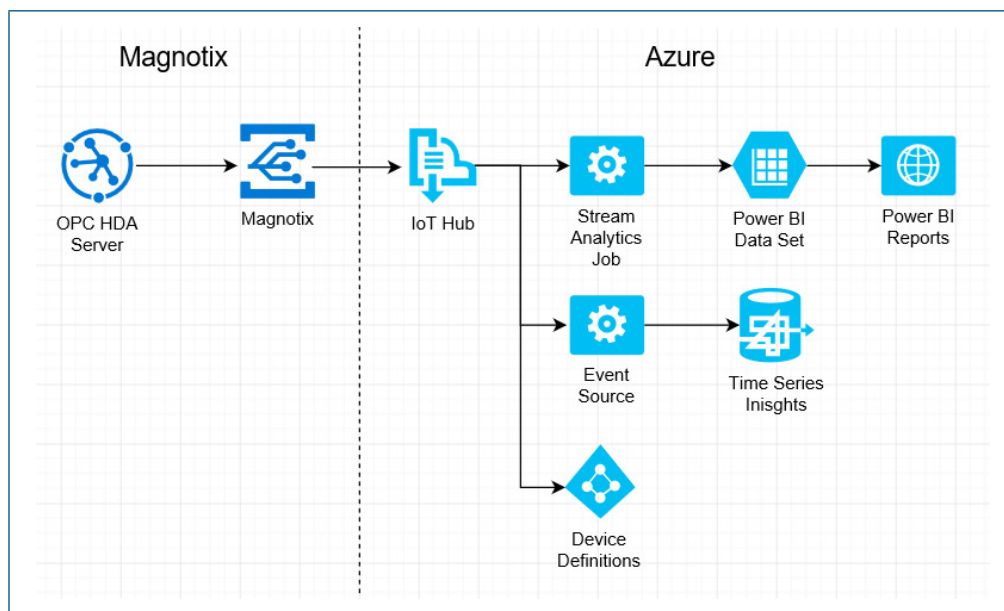 Magnotix
Azure
OPC HDA
Server
Magnotix
IoT Hub
Stream
Analytics
Job
Power BI
Data Set
Power BI
Reports
Event
Source
Time Series
Inisghts
Device
Definitions